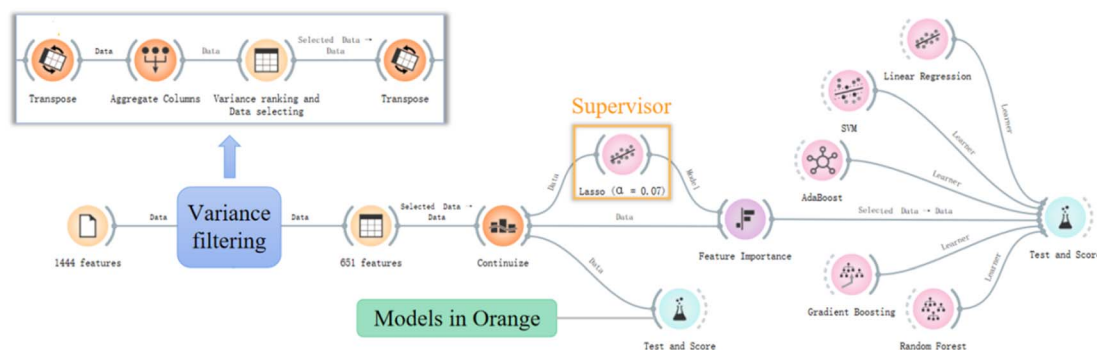 Data
Data
Selected Data →
Data
Transpose
Aggregate Columns
Variance ranking and
Data selecting
Transpose
Linear Regression
Learner
SVM
Learner
AdaBoost
Learner
Supervisor
Lasso (α = 0.07)
Data
Model
Variance
filtering
Data
Data
Selected Data →
Data
Data
Selected Data → Data
1444 features
651 features
Continuize
Feature Importance
Test and Score
Data
Learner
Learner
Gradient Boosting
Random Forest
Models in Orange
Test and Score